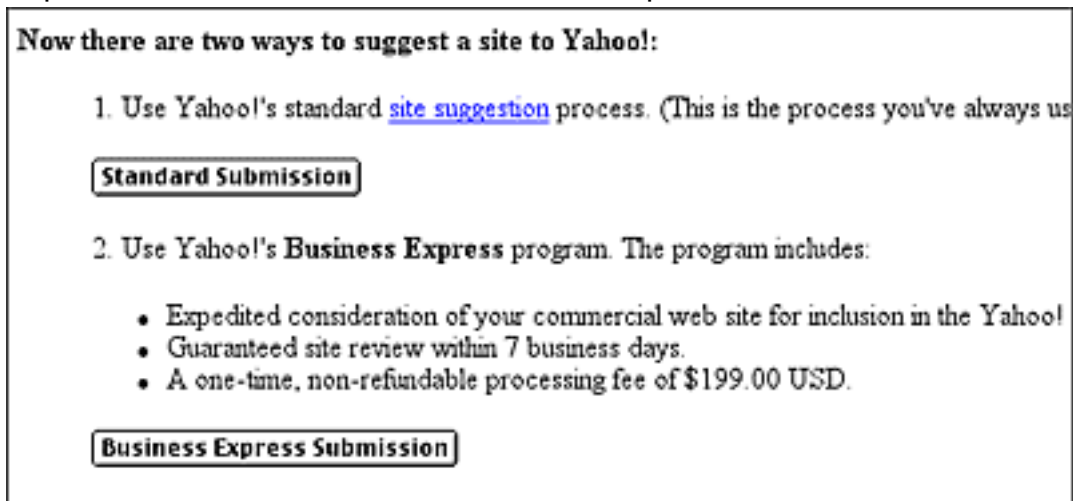 Now there are two ways to suggest a site to Yahoo!:
1. Use Yahoo!'s standard site suggestion process. (This is the process you've always us
Standard Submission
2. Use Yahoo!'s Business Express program. The program includes:
• Expedited consideration of your commercial web site for inclusion in the Yahoo!
• Guaranteed site review within 7 business days.
• A one-time, non-refundable processing fee of $199.00 USD.
Business Express Submission